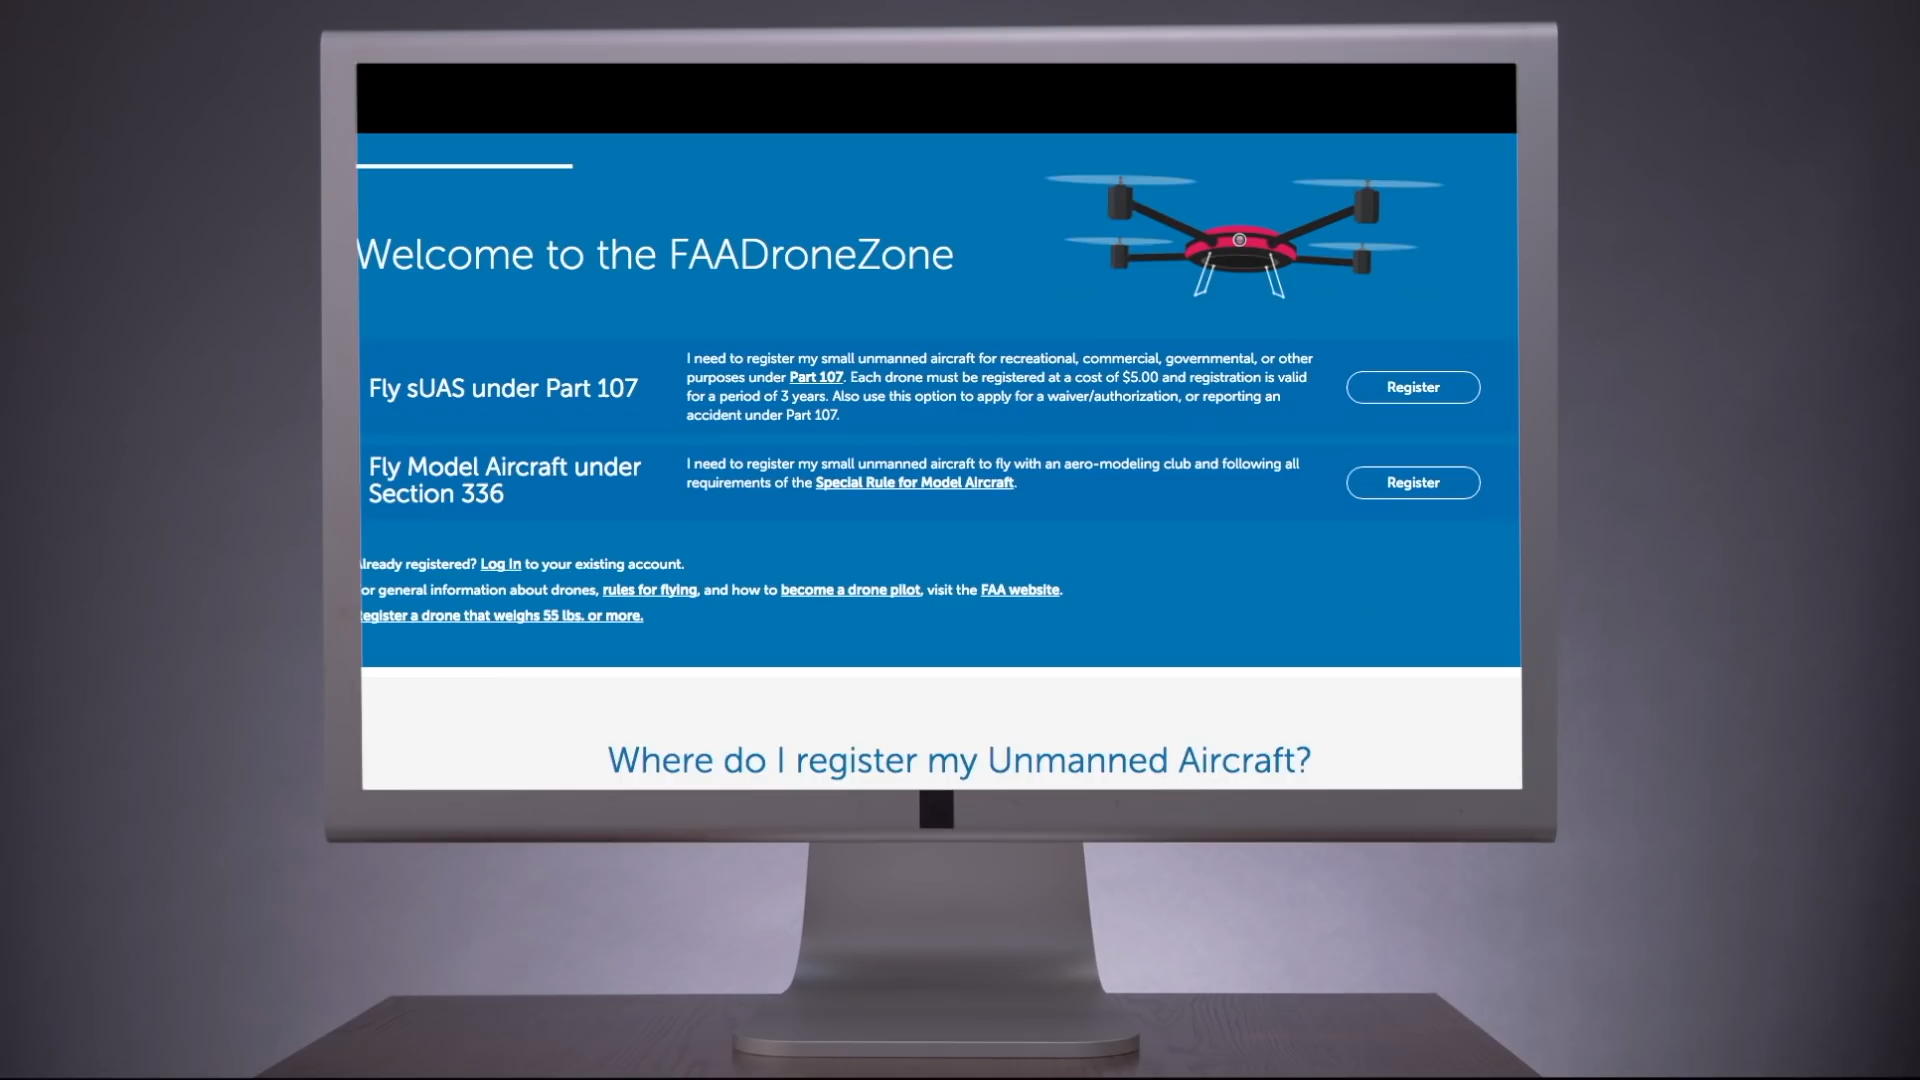 Welcome to the FAADroneZone
Fly sUAS under Part 107
I need to register my small unmanned aircraft for recreational, commercial, governmental, or other
purposes under Part 107. Each drone must be registered at a cost of $5.00 and registration is valid
for a period of 3 years. Also use this option to apply for a waiver/authorization, or reporting an
accident under Part 107.
Register
Fly Model Aircraft under
Section 336
I need to register my small unmanned aircraft to fly with an aero-modeling club and following all
requirements of the Special Rule for Model Aircraft.
Register
lready registered? Log In to your existing account.
or general information about drones, rules for flying, and how to become a drone pilot, visit the FAA website.
egister a drone that weighs 55 lbs. or more.
Where do I register my Unmanned Aircraft?